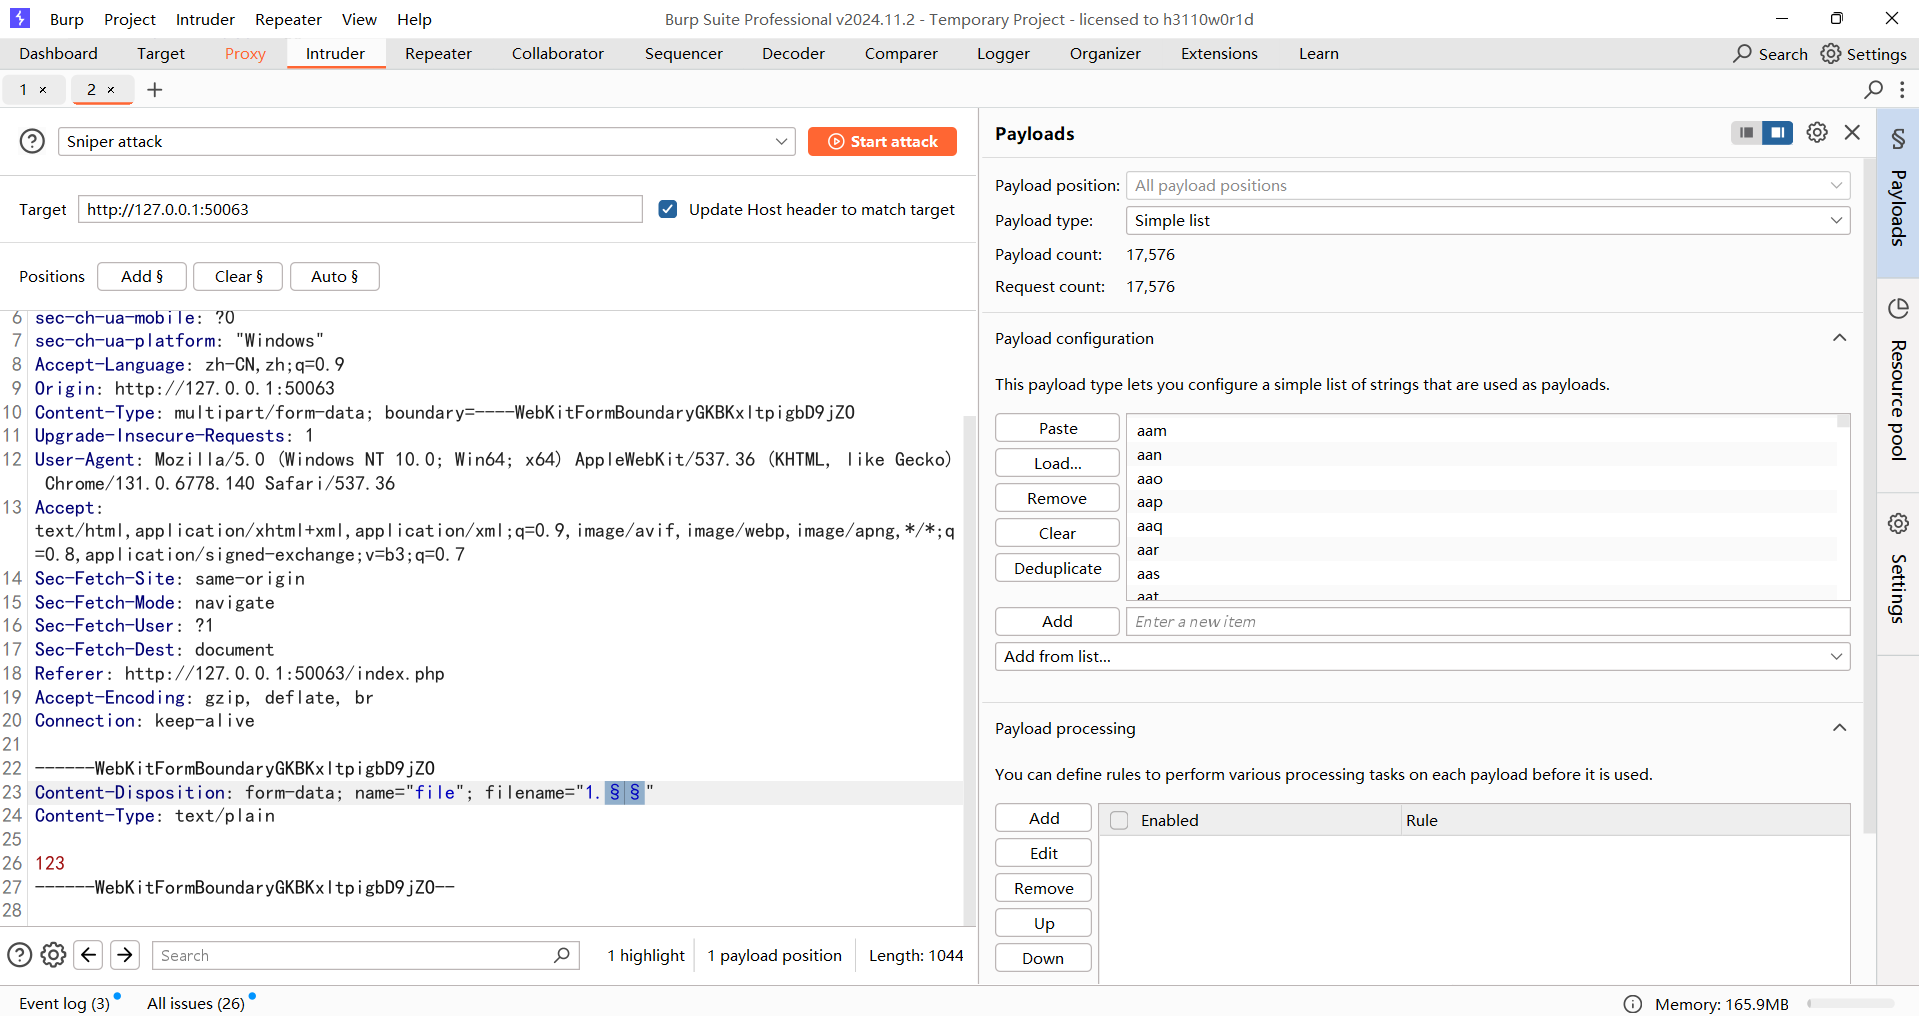 Burp Project Intruder Repeater View Help Burp Suite Professional v2024.11.2 - Temporary Project - licensed to h3110w0r1d
Dashboard Target Proxy Intruder Repeater Collaborator Sequencer Decoder Comparer Logger Organizer Extensions Learn Search Settings
1 × 2 × +
Sniper attack Start attack
Target http://127.0.0.1:50063 Update Host header to match target
Positions Add § Clear § Auto §
6 sec-ch-ua-mobile: ?0
7 sec-ch-ua-platform: "Windows"
8 Accept-Language: zh-CN,zh;q=0.9
9 Origin: http://127.0.0.1:50063
10 Content-Type: multipart/form-data; boundary=----WebKitFormBoundaryGKBKxltpigbD9jZO
11 Upgrade-Insecure-Requests: 1
12 User-Agent: Mozilla/5.0 (Windows NT 10.0; Win64; x64) AppleWebKit/537.36 (KHTML, like Gecko)
Chrome/131.0.6778.140 Safari/537.36
13 Accept:
text/html,application/xhtml+xml,application/xml;q=0.9,image/avif,image/webp,image/apng,*/*;q
=0.8,application/signed-exchange;v=b3;q=0.7
14 Sec-Fetch-Site: same-origin
15 Sec-Fetch-Mode: navigate
16 Sec-Fetch-User: ?1
17 Sec-Fetch-Dest: document
18 Referer: http://127.0.0.1:50063/index.php
19 Accept-Encoding: gzip, deflate, br
20 Connection: keep-alive
21
22 ------WebKitFormBoundaryGKBKxltpigbD9jZO
23 Content-Disposition: form-data; name="file"; filename="1.§§"
24 Content-Type: text/plain
25
26 123
27 ------WebKitFormBoundaryGKBKxltpigbD9jZO--
28
Search 1 highlight 1 payload position Length: 1044
Payloads
Payload position: All payload positions
Payload type: Simple list
Payload count: 17,576
Request count: 17,576
Payload configuration
This payload type lets you configure a simple list of strings that are used as payloads.
Paste
Load...
Remove
Clear
Deduplicate
aam
aan
aao
aap
aaq
aar
aas
aat
Add Enter a new item
Add from list...
Payload processing
You can define rules to perform various processing tasks on each payload before it is used.
Add
Edit
Remove
Up
Down
Enabled Rule
§ Payloads
Resource pool
Settings
Event log (3) All issues (26) Memory: 165.9MB